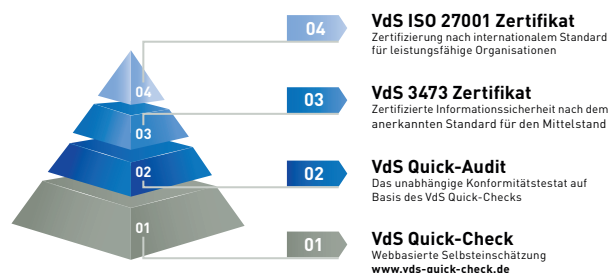 04
04
VdS ISO 27001 Zertifikat
Zertifizierung nach internationalem Standard
für leistungsfähige Organisationen
03
03
VdS 3473 Zertifikat
Zertifizierte Informationssicherheit nach dem
anerkannten Standard für den Mittelstand
02
02
VdS Quick-Audit
Das unabhängige Konformitätstestat auf
Basis des VdS Quick-Checks
01
01
VdS Quick-Check
Webbasierte Selbsteinschätzung
www.vds-quick-check.de